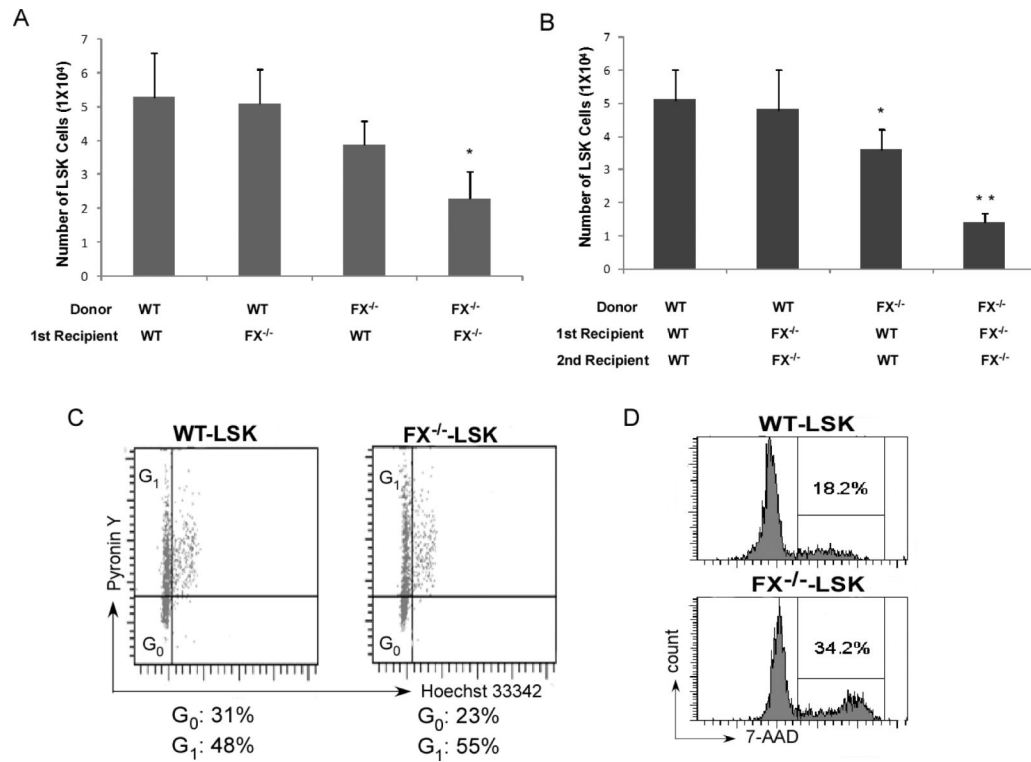 A
Number of LSK Cells (1X10⁴)
7
6
5
4
3
2
1
0
*
Donor WT WT FX⁻/⁻ FX⁻/⁻
1st Recipient WT FX⁻/⁻ WT FX⁻/⁻
B
Number of LSK Cells (1X10⁴)
7
6
5
4
3
2
1
0
*
* *
Donor WT WT FX⁻/⁻ FX⁻/⁻
1st Recipient WT FX⁻/⁻ WT FX⁻/⁻
2nd Recipient WT FX⁻/⁻ WT FX⁻/⁻
C
WT-LSK
FX⁻/⁻-LSK
G₁
G₁
Pyronin Y
G₀
G₀
Hoechst 33342
G₀: 31%
G₁: 48%
G₀: 23%
G₁: 55%
D
WT-LSK
18.2%
FX⁻/⁻-LSK
34.2%
count
7-AAD